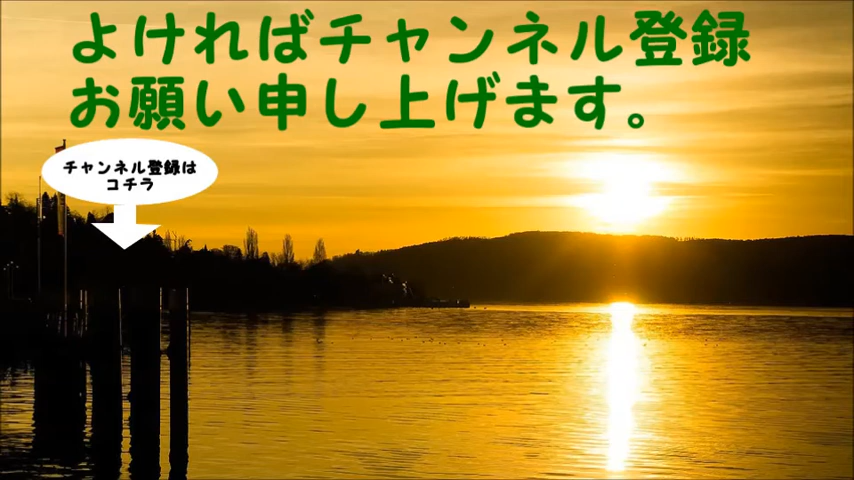 よければチャンネル登録
お願い申し上げます。
チャンネル登録は
コチラ